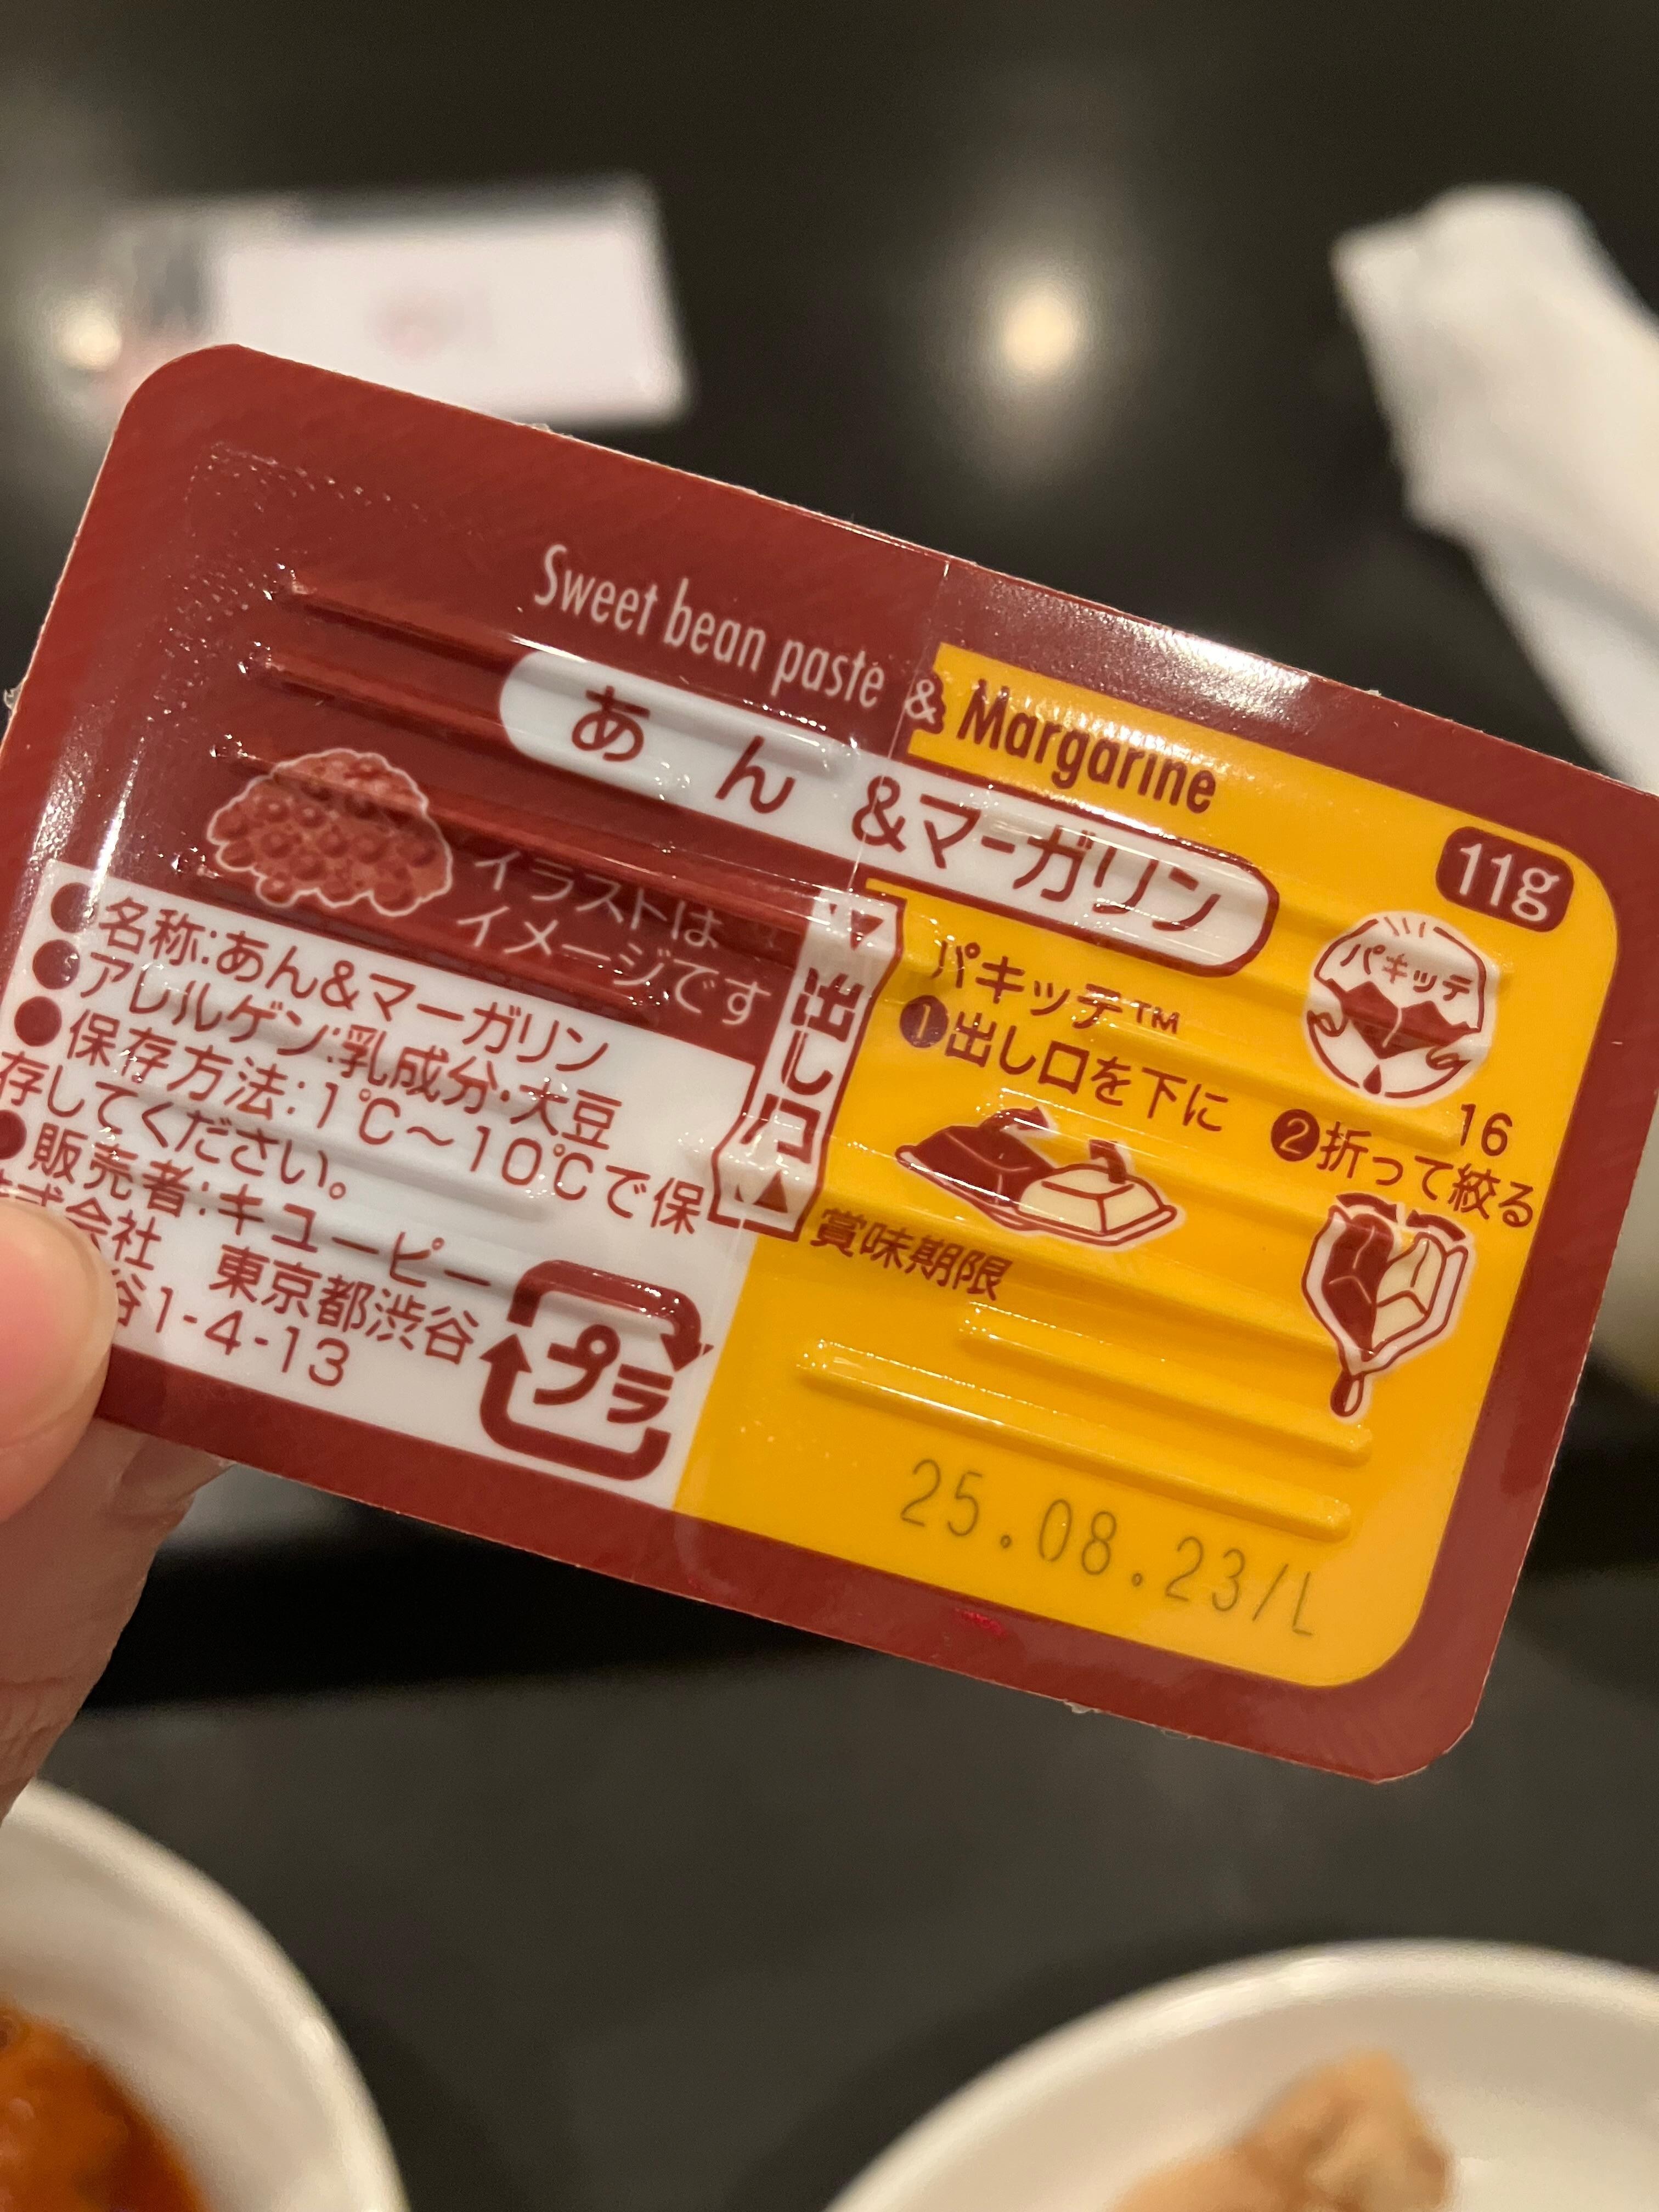 Sweet bean paste & Margarine
あん&マーガリン
11g
イラストは
イメージです
●名称:あん&マーガリン
●アレルゲン:乳成分・大豆
●保存方法:1℃~10℃で保
存してください。
●販売者:キューピー
式会社 東京都渋谷
谷1-4-13
プラ
▼出し口▲
パキッテ™
❶出し口を下に
パキッテ
16
❷折って絞る
賞味期限
25.08.23/L